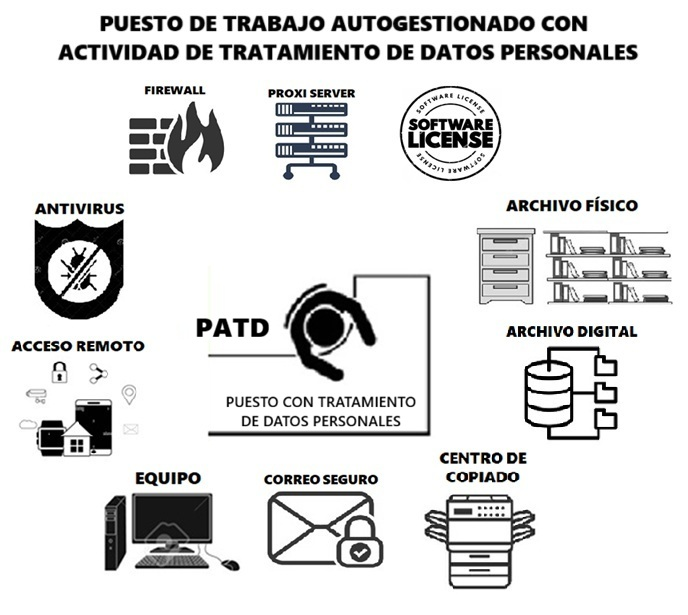 PUESTO DE TRABAJO AUTOGESTIONADO CON
ACTIVIDAD DE TRATAMIENTO DE DATOS PERSONALES
FIREWALL
PROXI SERVER
SOFTWARE LICENSE
SOFTWARE
LICENSE
SOFTWARE LICENSE
ANTIVIRUS
ARCHIVO FÍSICO
PATD
ACCESO REMOTO
ARCHIVO DIGITAL
PUESTO CON TRATAMIENTO
DE DATOS PERSONALES
EQUIPO
CORREO SEGURO
CENTRO DE
COPIADO